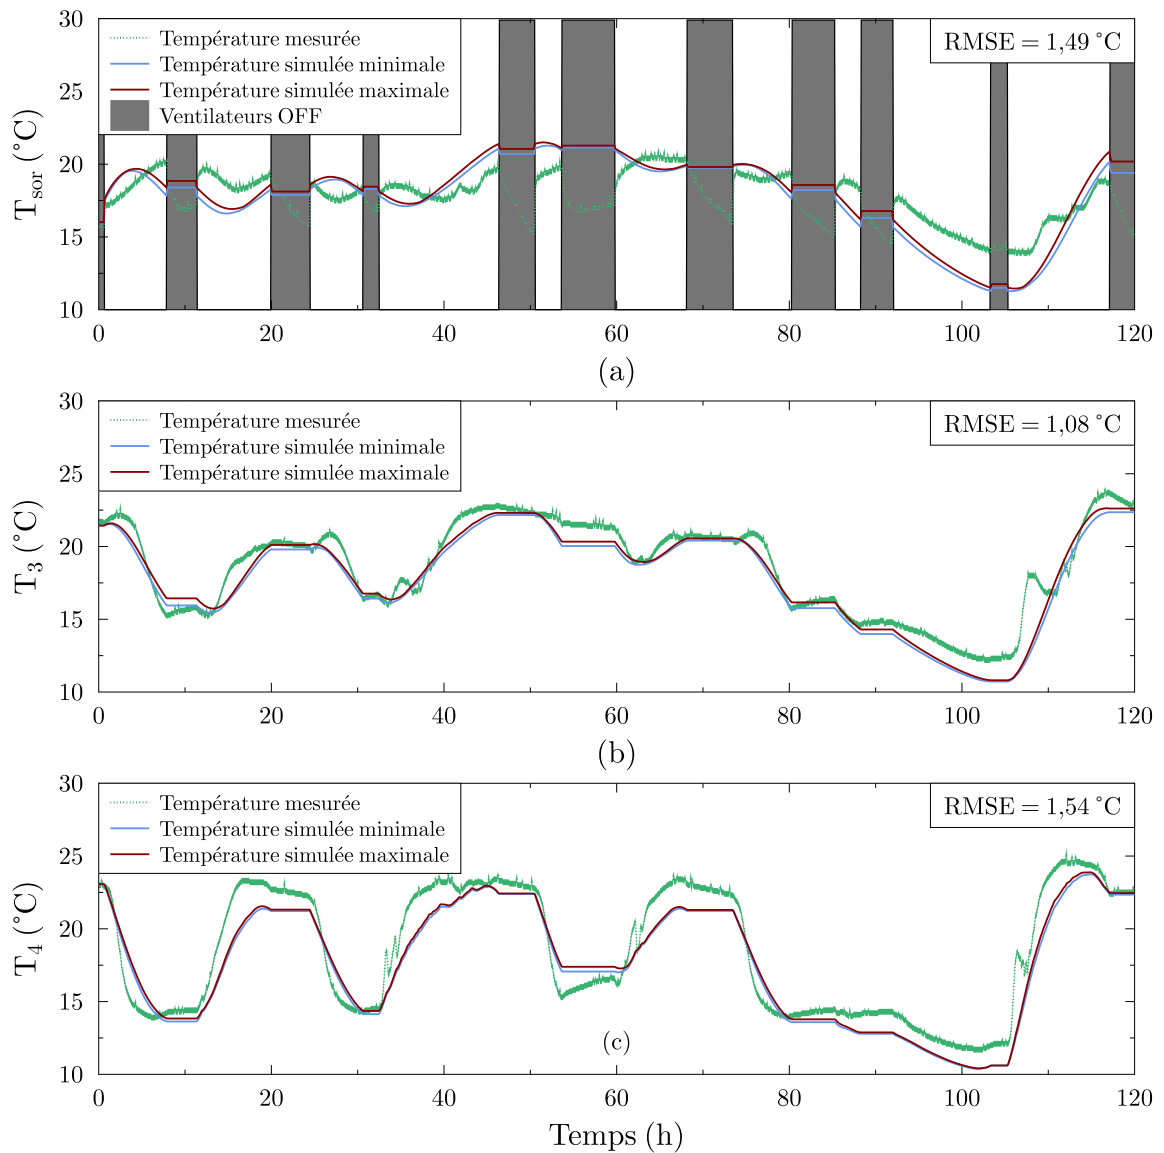 30
25
20
15
10
T_sor (°C)
Température mesurée
Température simulée minimale
Température simulée maximale
Ventilateurs OFF
RMSE = 1,49 °C
0 20 40 60 80 100 120
(a)
30
25
20
15
10
T_3 (°C)
Température mesurée
Température simulée minimale
Température simulée maximale
RMSE = 1,08 °C
0 20 40 60 80 100 120
(b)
30
25
20
15
10
T_4 (°C)
Température mesurée
Température simulée minimale
Température simulée maximale
RMSE = 1,54 °C
(c)
0 20 40 60 80 100 120
Temps (h)